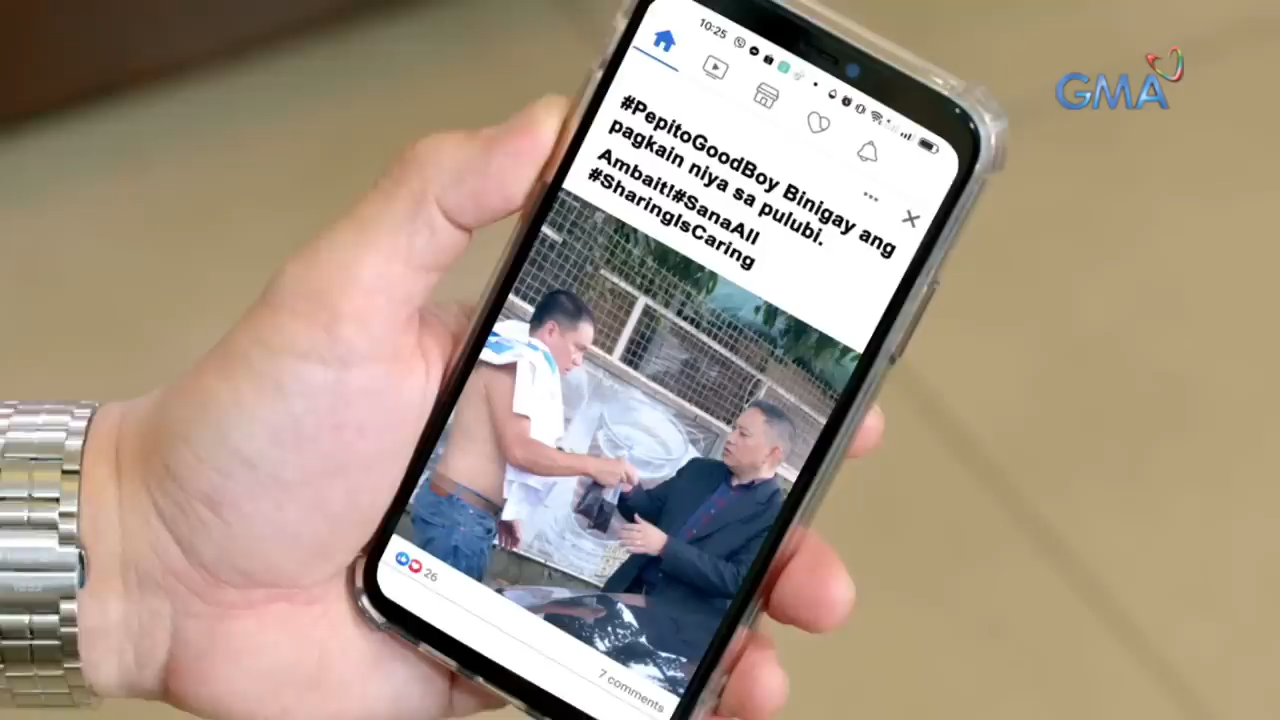 GMA
10:25
#PepitoGoodBoy Binigay ang
pagkain niya sa pulubi.
Ambait!#SanaAll
#SharingIsCaring
26
7 comments